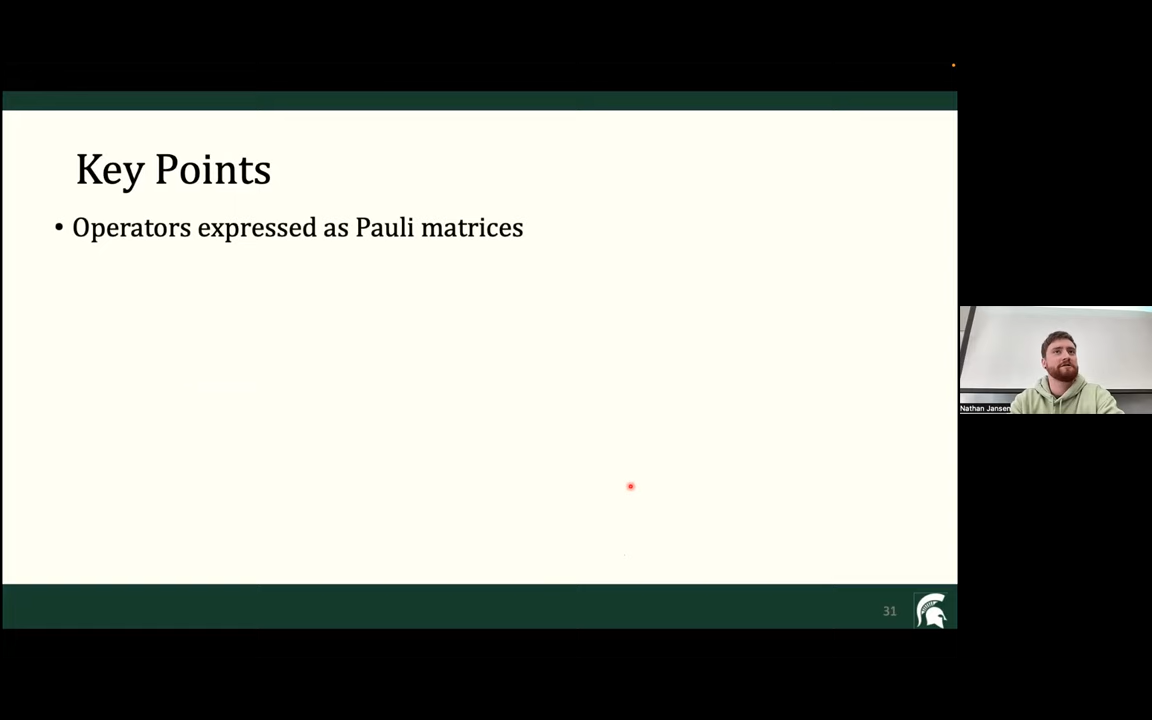 Key Points
• Operators expressed as Pauli matrices
Nathan Jansen
31